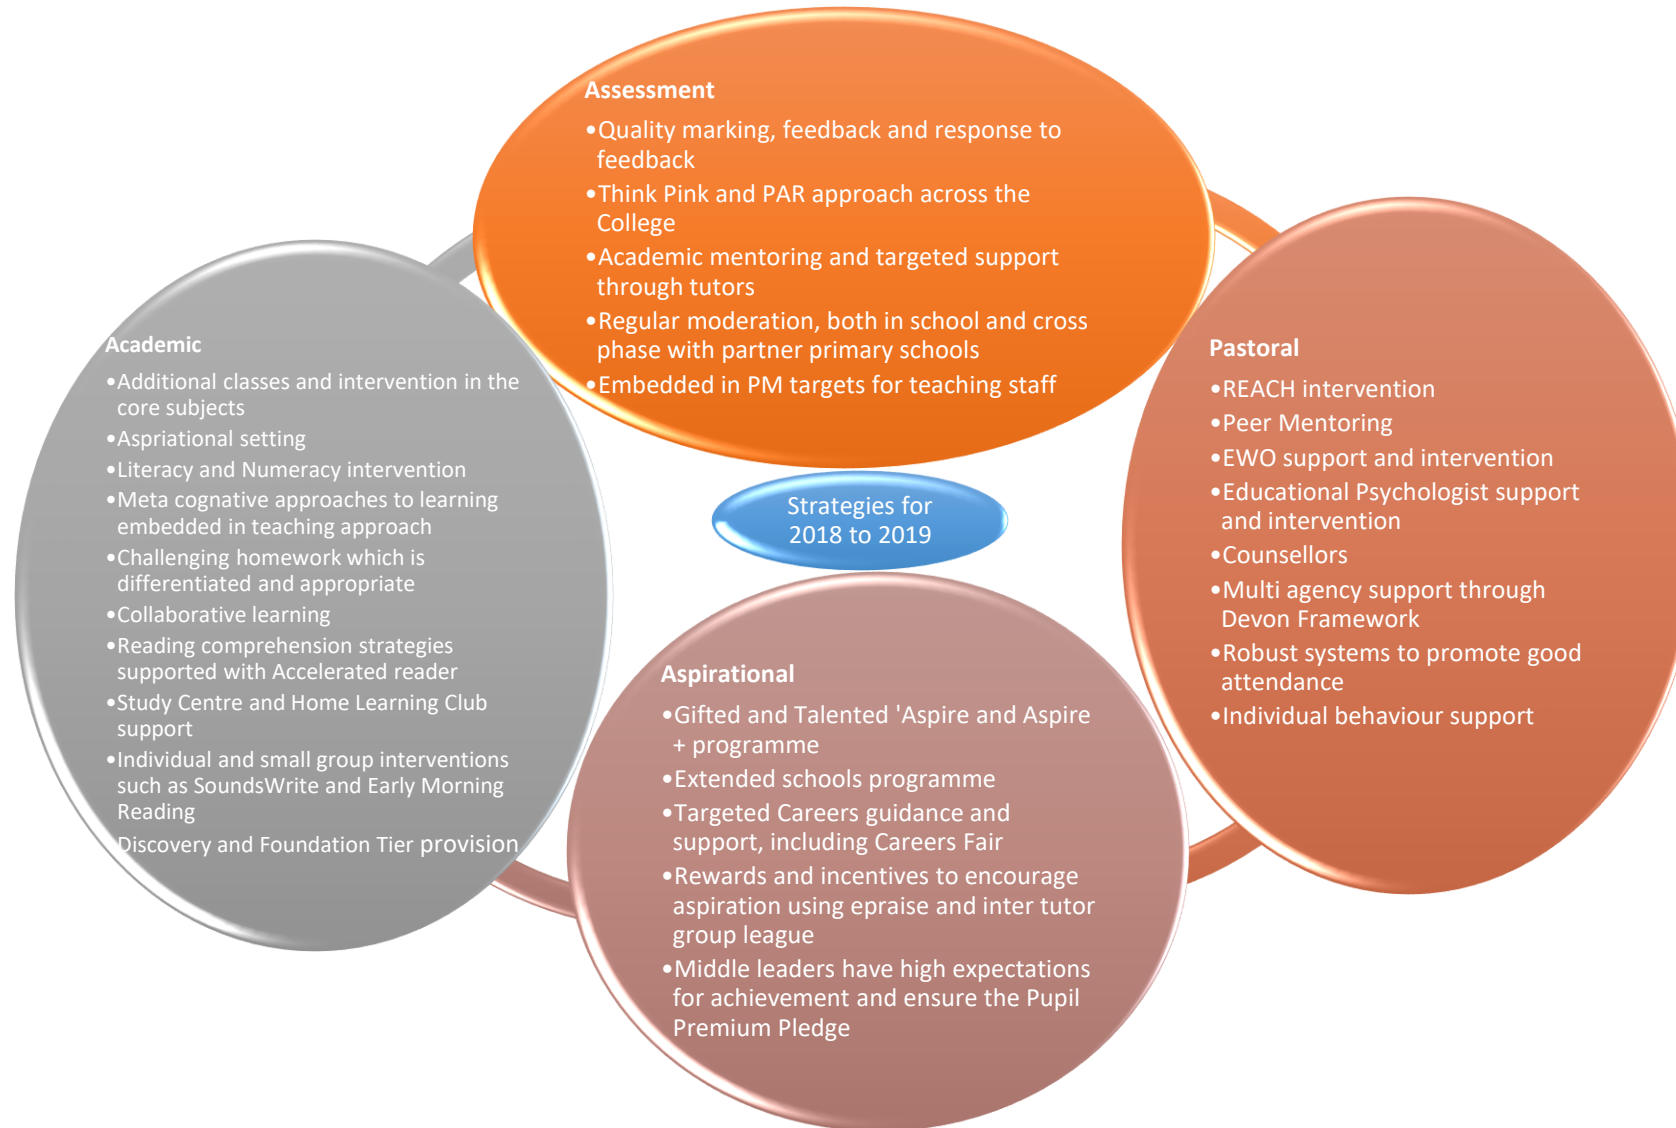 Assessment
•Quality marking, feedback and response to
feedback
•Think Pink and PAR approach across the
College
•Academic mentoring and targeted support
through tutors
•Regular moderation, both in school and cross
phase with partner primary schools
•Embedded in PM targets for teaching staff
Academic
•Additional classes and intervention in the
core subjects
•Aspriational setting
•Literacy and Numeracy intervention
•Meta cognative approaches to learning
embedded in teaching approach
•Challenging homework which is
differentiated and appropriate
•Collaborative learning
•Reading comprehension strategies
supported with Accelerated reader
•Study Centre and Home Learning Club
support
•Individual and small group interventions
such as SoundsWrite and Early Morning
Reading
Discovery and Foundation Tier provision
Strategies for
2018 to 2019
Pastoral
•REACH intervention
•Peer Mentoring
•EWO support and intervention
•Educational Psychologist support
and intervention
•Counsellors
•Multi agency support through
Devon Framework
•Robust systems to promote good
attendance
•Individual behaviour support
Aspirational
•Gifted and Talented 'Aspire and Aspire
+ programme
•Extended schools programme
•Targeted Careers guidance and
support, including Careers Fair
•Rewards and incentives to encourage
aspiration using epraise and inter tutor
group league
•Middle leaders have high expectations
for achievement and ensure the Pupil
Premium Pledge